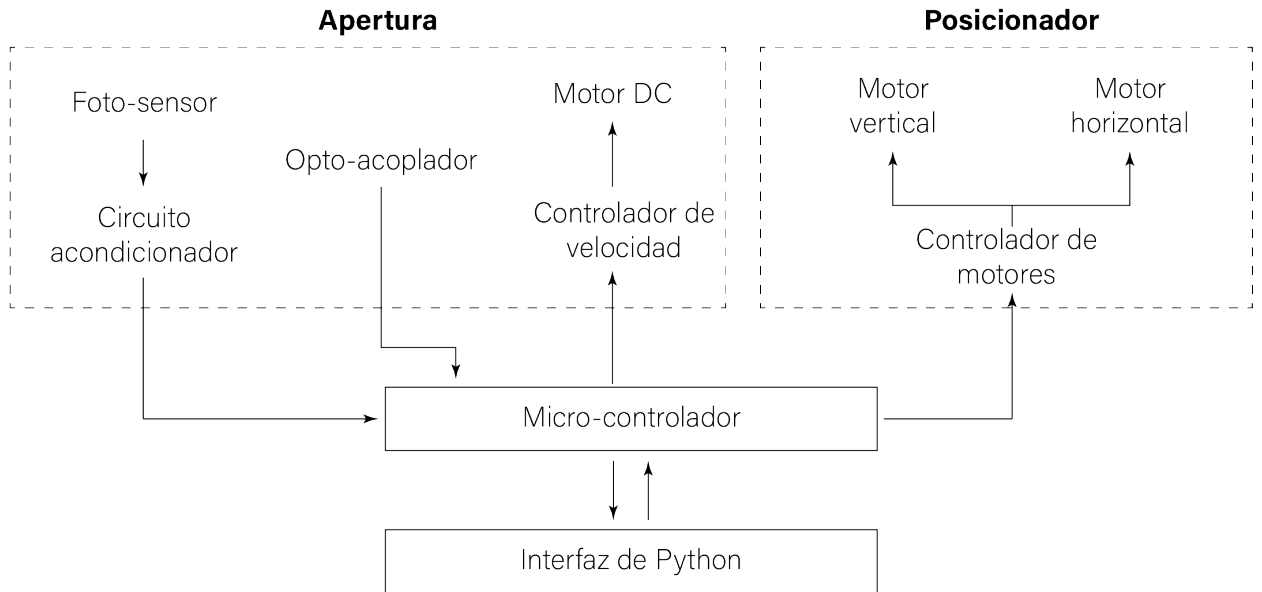 Apertura
Posicionador
Foto-sensor
Circuito
acondicionador
Opto-acoplador
Motor DC
Controlador de
velocidad
Motor
vertical
Motor
horizontal
Controlador de
motores
Micro-controlador
Interfaz de Python